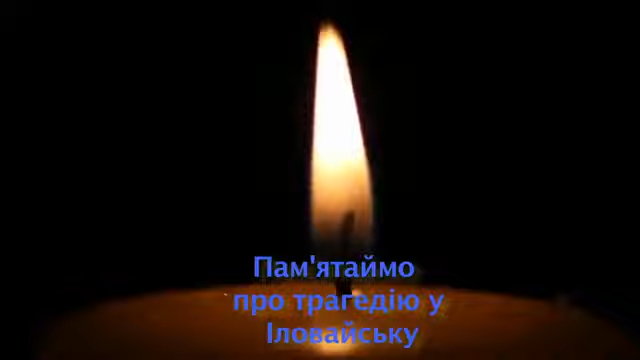 Пам'ятаймо
про трагедію у
Іловайську